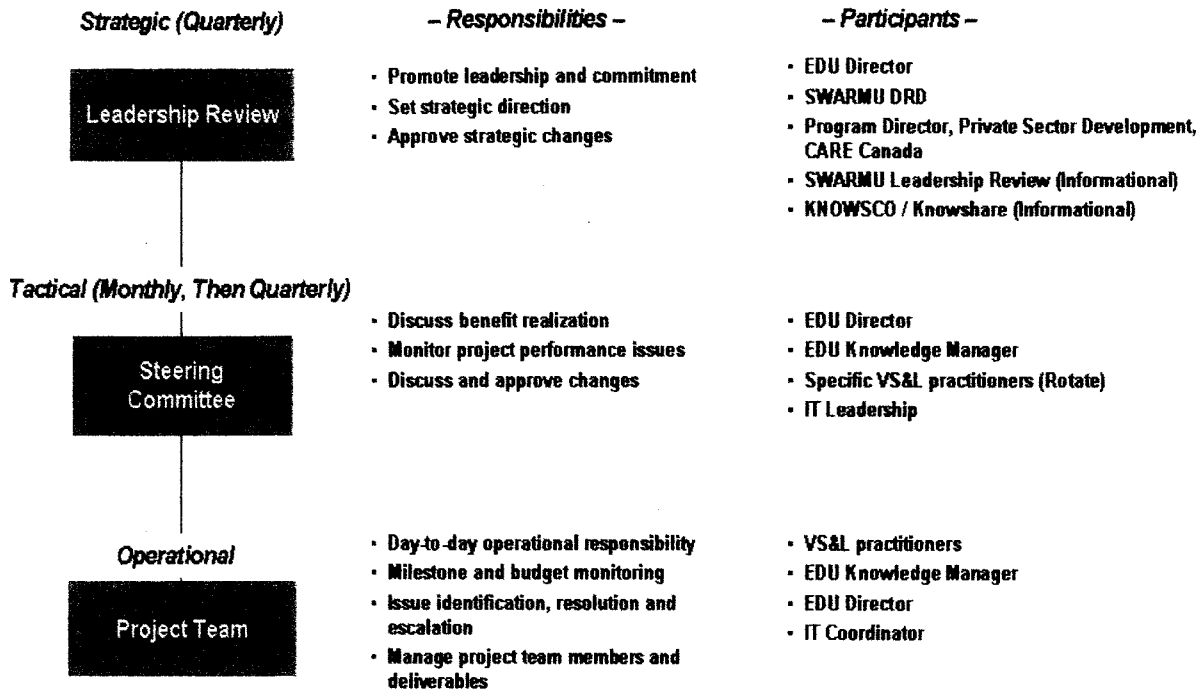 Strategic (Quarterly)
– Responsibilities –
– Participants –
Leadership Review
· Promote leadership and commitment
· Set strategic direction
· Approve strategic changes
· EDU Director
· SWARMU DRD
· Program Director, Private Sector Development,
CARE Canada
· SWARMU Leadership Review (Informational)
· KNOWSCO / Knowshare (Informational)
Tactical (Monthly, Then Quarterly)
Steering
Committee
· Discuss benefit realization
· Monitor project performance issues
· Discuss and approve changes
· EDU Director
· EDU Knowledge Manager
· Specific VS&L practitioners (Rotate)
· IT Leadership
Operational
Project Team
· Day-to-day operational responsibility
· Milestone and budget monitoring
· Issue identification, resolution and
escalation
· Manage project team members and
deliverables
· VS&L practitioners
· EDU Knowledge Manager
· EDU Director
· IT Coordinator